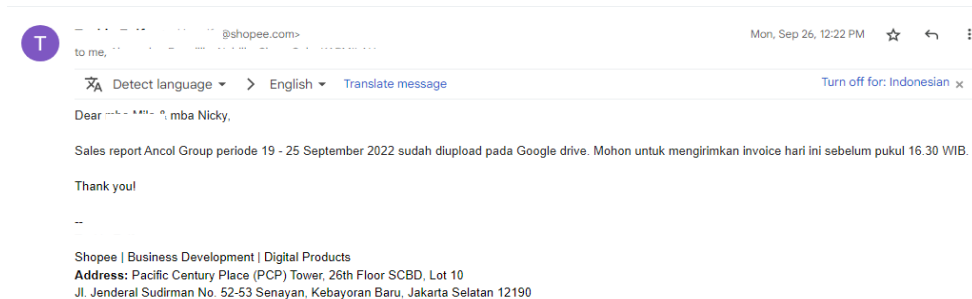 T
@shopee.com>
Mon, Sep 26, 12:22 PM
to me,
Detect language > English Translate message
Turn off for: Indonesian ×
Dear mba Nicky,
Sales report Ancol Group periode 19 - 25 September 2022 sudah diupload pada Google drive. Mohon untuk mengirimkan invoice hari ini sebelum pukul 16.30 WIB.
Thank you!
--
Shopee | Business Development | Digital Products
Address: Pacific Century Place (PCP) Tower, 26th Floor SCBD, Lot 10
Jl. Jenderal Sudirman No. 52-53 Senayan, Kebayoran Baru, Jakarta Selatan 12190